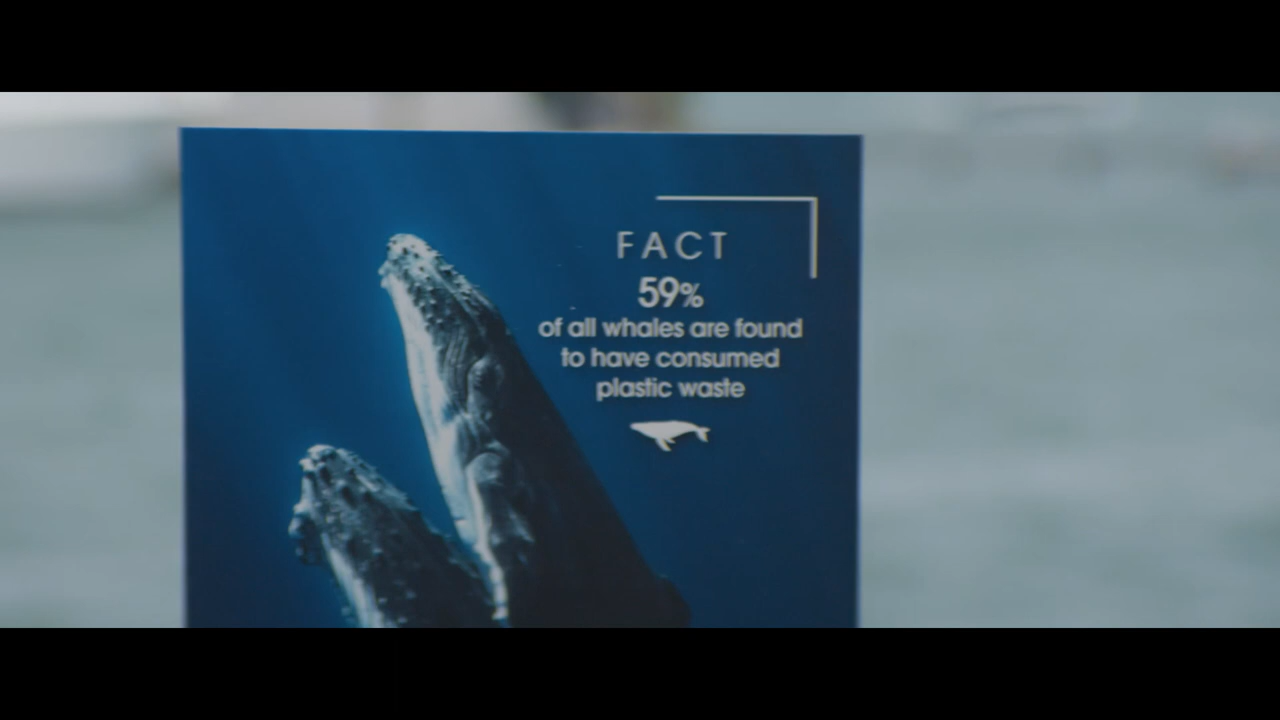 FACT
59%
of all whales are found
to have consumed
plastic waste